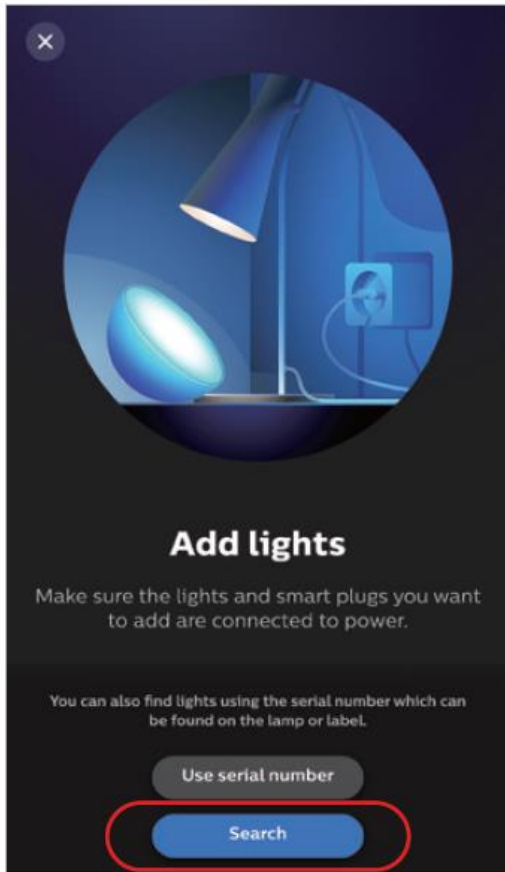 Add lights
Make sure the lights and smart plugs you want
to add are connected to power.
You can also find lights using the serial number which can
be found on the lamp or label.
Use serial number
Search